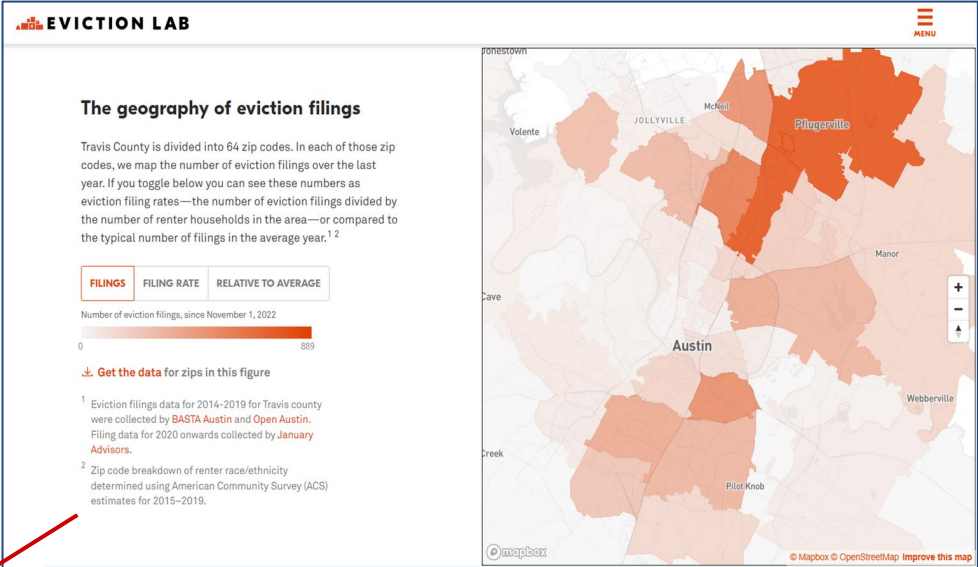 EVICTION LAB
MENU
The geography of eviction filings
Travis County is divided into 64 zip codes. In each of those zip
codes, we map the number of eviction filings over the last
year. If you toggle below you can see these numbers as
eviction filing rates—the number of eviction filings divided by
the number of renter households in the area—or compared to
the typical number of filings in the average year.1 2
FILINGS FILING RATE RELATIVE TO AVERAGE
Number of eviction filings, since November 1, 2022
0 889
Get the data for zips in this figure
1 Eviction filings data for 2014-2019 for Travis county
were collected by BASTA Austin and Open Austin.
Filing data for 2020 onwards collected by January
Advisors.
2 Zip code breakdown of renter race/ethnicity
determined using American Community Survey (ACS)
estimates for 2015–2019.
Jonestown
McNeil
JOLLYVILLE
Pflugerville
Volente
Manor
Cave
+
−
Austin
Webberville
Creek
Pilot Knob
mapbox
© Mapbox © OpenStreetMap Improve this map